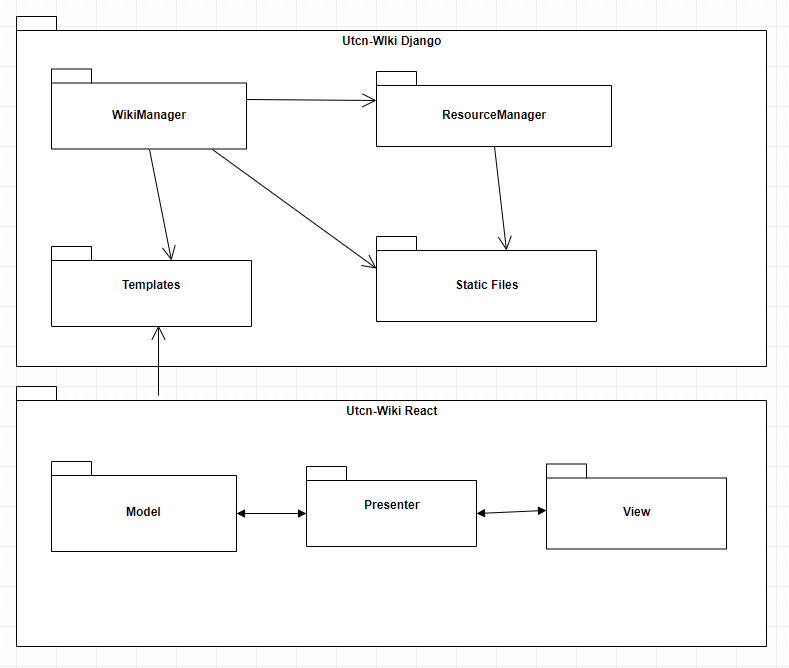 Utcn-WIki Django
WikiManager
ResourceManager
Templates
Static Files
Utcn-Wiki React
Model
Presenter
View